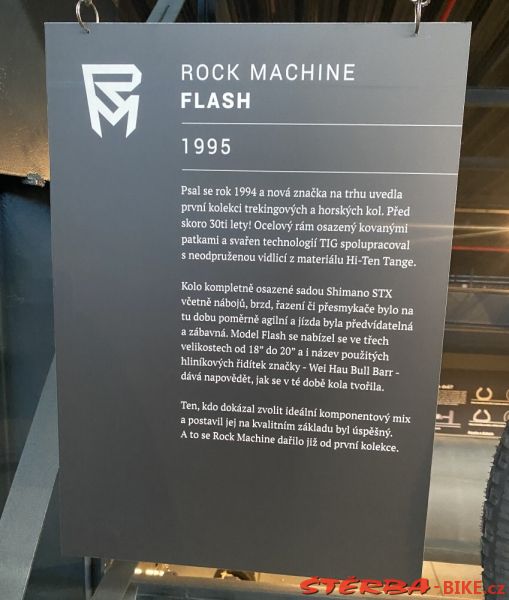 RM
ROCK MACHINE
FLASH
1995
Psal se rok 1994 a nová značka na trhu uvedla
první kolekci trekingových a horských kol. Před
skoro 30ti lety! Ocelový rám osazený kovanými
patkami a svařen technologií TIG spolupracoval
s neodpruženou vidlicí z materiálu Hi-Ten Tange.
Kolo kompletně osazené sadou Shimano STX
včetně nábojů, brzd, řazení či přesmykače bylo na
tu dobu poměrně agilní a jízda byla předvídatelná
a zábavná. Model Flash se nabízel se ve třech
velikostech od 18” do 20” a i název použitých
hliníkových řidítek značky - Wei Hau Bull Barr -
dává napovědět, jak se v té době kola tvořila.
Ten, kdo dokázal zvolit ideální komponentový mix
a postavil jej na kvalitním základu byl úspěšný.
A to se Rock Machine dařilo již od první kolekce.
ŠTĚRBA-BIKE.cz